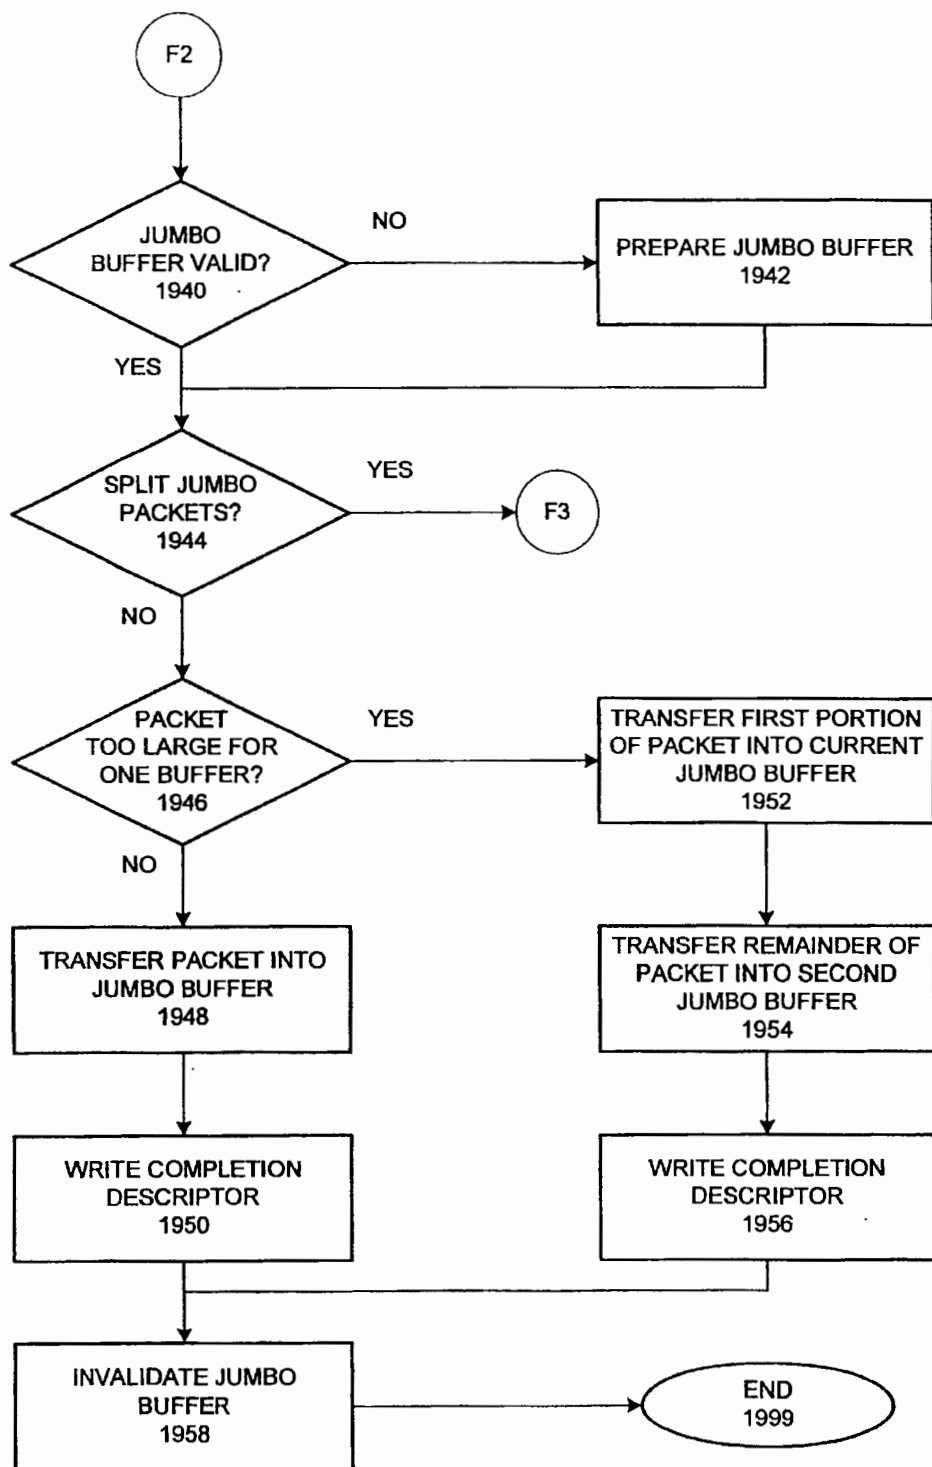 F2
JUMBO
BUFFER VALID?
1940
NO
PREPARE JUMBO BUFFER
1942
YES
SPLIT JUMBO
PACKETS?
1944
YES
F3
NO
PACKET
TOO LARGE FOR
ONE BUFFER?
1946
YES
TRANSFER FIRST PORTION
OF PACKET INTO CURRENT
JUMBO BUFFER
1952
NO
TRANSFER PACKET INTO
JUMBO BUFFER
1948
TRANSFER REMAINDER OF
PACKET INTO SECOND
JUMBO BUFFER
1954
WRITE COMPLETION
DESCRIPTOR
1950
WRITE COMPLETION
DESCRIPTOR
1956
INVALIDATE JUMBO
BUFFER
1958
END
1999